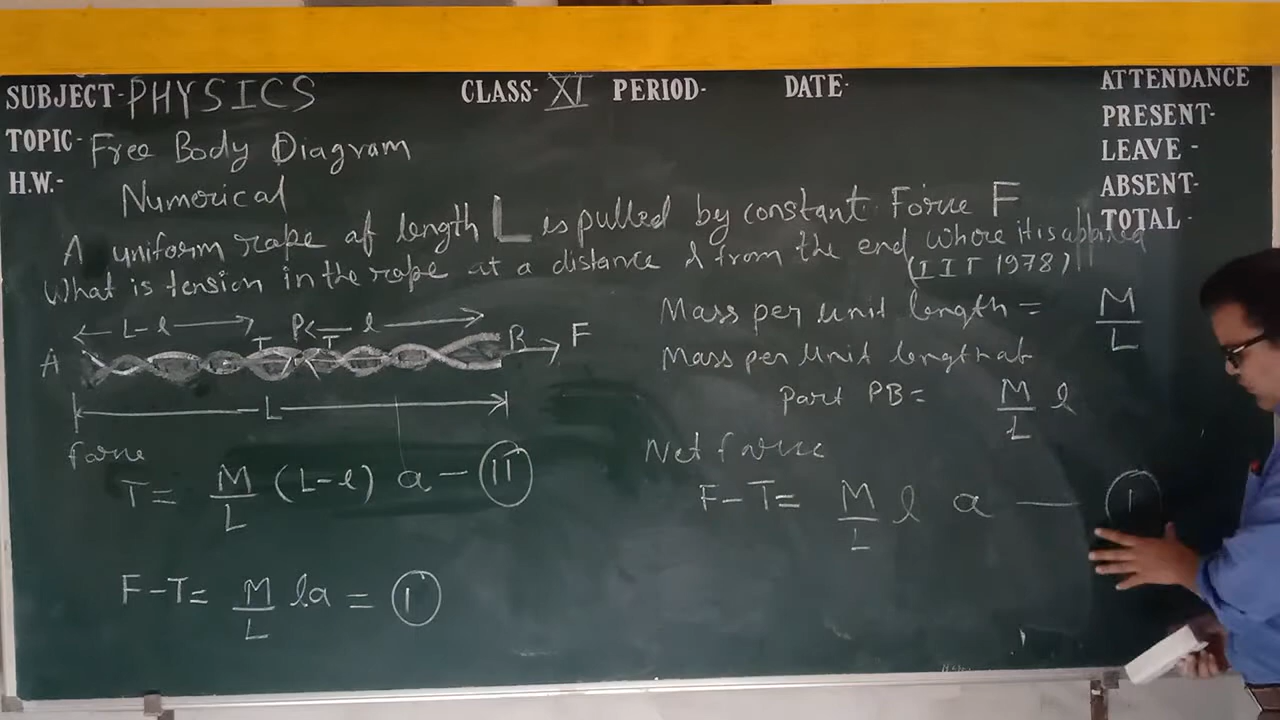 SUBJECT- PHYSICS CLASS- XI PERIOD- DATE- ATTENDANCE
TOPIC- Free Body Diagram PRESENT-
H.W.- LEAVE -
Numerical ABSENT-
TOTAL -
A uniform rope of length L is pulled by constant Force F
What is tension in the rope at a distance l from the end where it is applied
(IIT 1978)
L-l P l
A T T B F
L
force
T = M/L (L-l) a - II
F-T = M/L la = I
Mass per unit length = M/L
Mass per Unit length at
part PB = M/L l
Net force
F-T = M/L l a — I